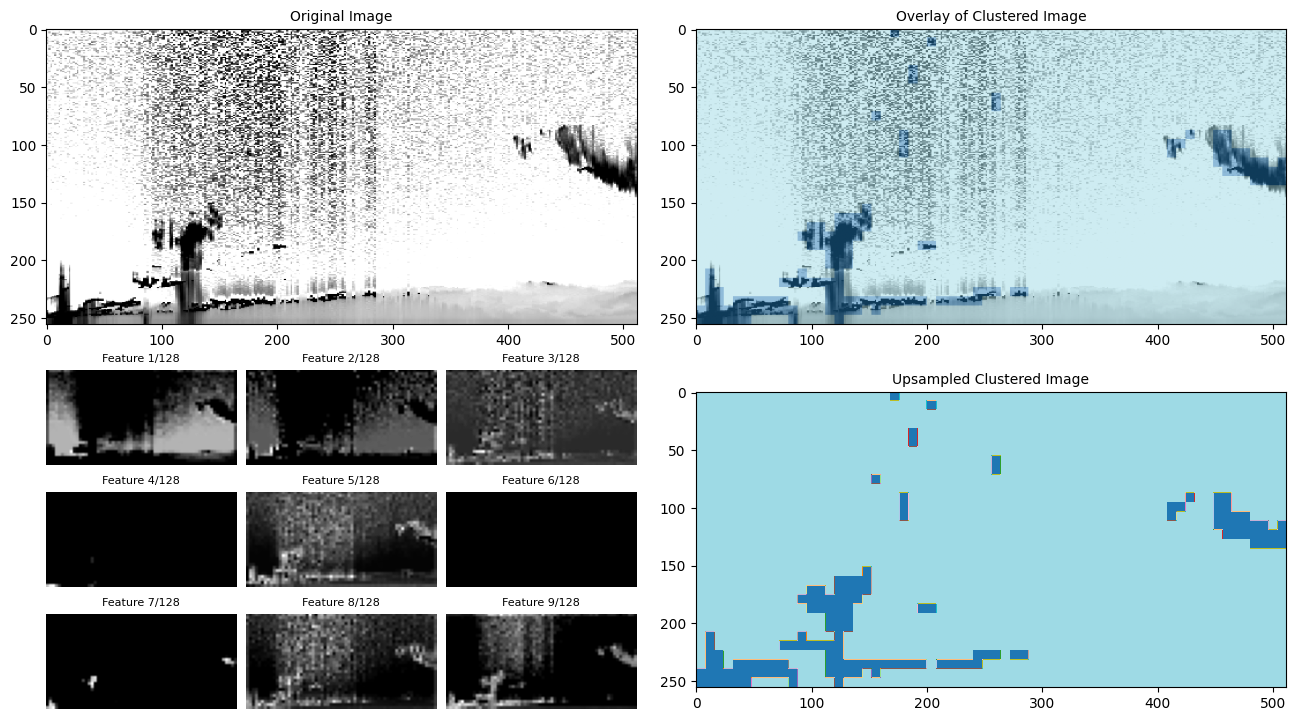 Original Image
0
50
100
150
200
250
0 100 200 300 400 500
Overlay of Clustered Image
0
50
100
150
200
250
0 100 200 300 400 500
Feature 1/128 Feature 2/128 Feature 3/128
Feature 4/128 Feature 5/128 Feature 6/128
Feature 7/128 Feature 8/128 Feature 9/128
Upsampled Clustered Image
0
50
100
150
200
250
0 100 200 300 400 500